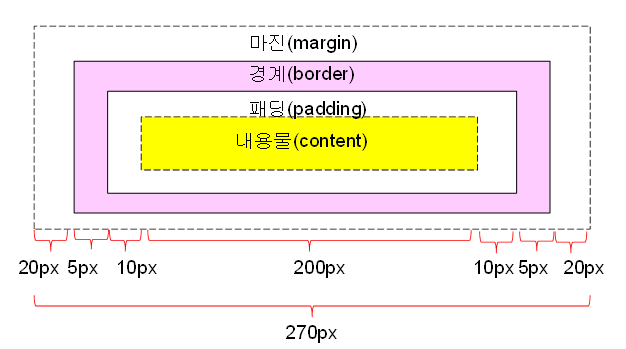 마진(margin)
경계(border)
패딩(padding)
내용물(content)
20px 5px 10px 200px 10px 5px 20px
270px